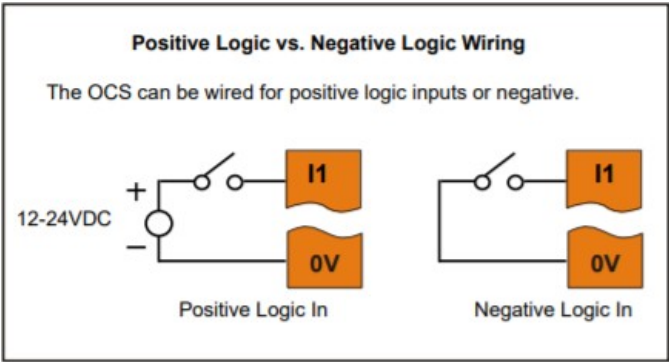 Positive Logic vs. Negative Logic Wiring
The OCS can be wired for positive logic inputs or negative.
I1
I1
+
12-24VDC
−
0V
0V
Positive Logic In
Negative Logic In